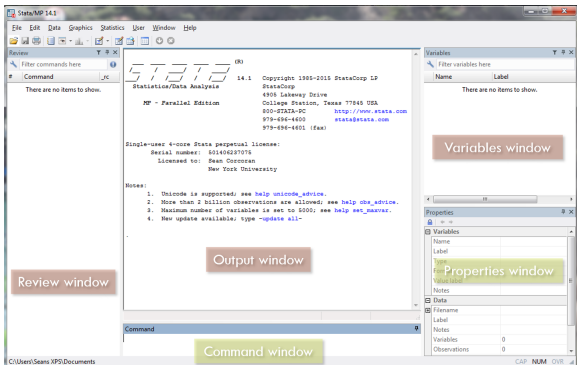 Stata/MP 14.1
File Edit Data Graphics Statistics User Window Help
Review
Filter commands here
# Command _rc
There are no items to show.
Review window
(R)
14.1 Copyright 1985-2015 StataCorp LP
Statistics/Data Analysis StataCorp
4905 Lakeway Drive
MP - Parallel Edition College Station, Texas 77845 USA
800-STATA-PC http://www.stata.com
979-696-4600 stata@stata.com
979-696-4601 (fax)
Single-user 4-core Stata perpetual license:
Serial number: 501406237075
Licensed to: Sean Corcoran
New York University
Notes:
1. Unicode is supported; see help unicode_advice.
2. More than 2 billion observations are allowed; see help obs_advice.
3. Maximum number of variables is set to 5000; see help set_maxvar.
4. New update available; type -update all-
.
Output window
Command
Command window
Variables
Filter variables here
Name Label
There are no items to show.
Variables window
Properties
Variables
Name
Label
Type
Value label
Properties window
Notes
Data
Filename
Label
Notes
Variables 0
Observations 0
C:\Users\Seans XPS\Documents
CAP NUM OVR